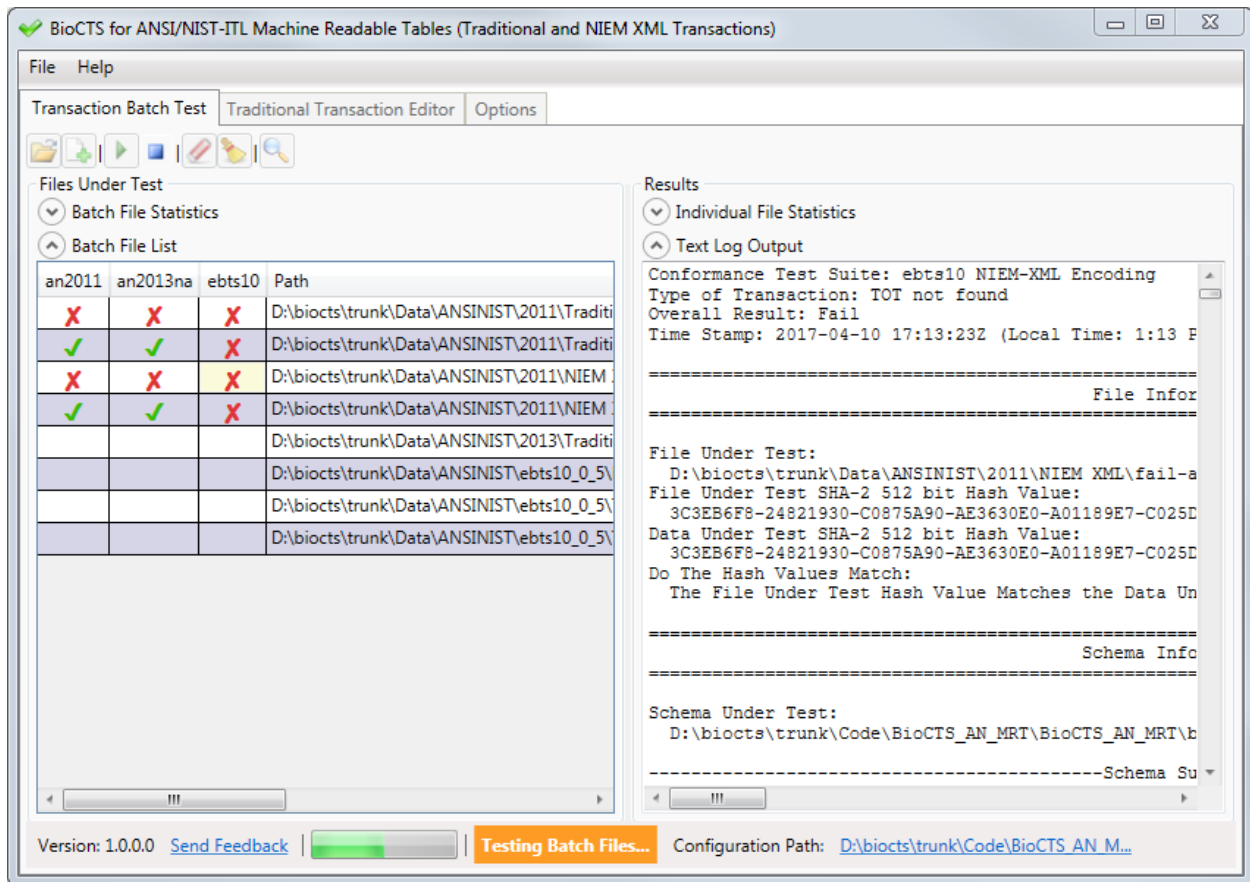 BioCTS for ANSI/NIST-ITL Machine Readable Tables (Traditional and NIEM XML Transactions)
File Help
Transaction Batch Test Traditional Transaction Editor Options
Files Under Test
Batch File Statistics
Batch File List
an2011 an2013na ebts10 Path
D:\biocts\trunk\Data\ANSINIST\2011\Traditi
D:\biocts\trunk\Data\ANSINIST\2011\Traditi
D:\biocts\trunk\Data\ANSINIST\2011\NIEM
D:\biocts\trunk\Data\ANSINIST\2011\NIEM
D:\biocts\trunk\Data\ANSINIST\2013\Traditi
D:\biocts\trunk\Data\ANSINIST\ebts10_0_5\
D:\biocts\trunk\Data\ANSINIST\ebts10_0_5\
D:\biocts\trunk\Data\ANSINIST\ebts10_0_5\
Results
Individual File Statistics
Text Log Output
Conformance Test Suite: ebts10 NIEM-XML Encoding
Type of Transaction: TOT not found
Overall Result: Fail
Time Stamp: 2017-04-10 17:13:23Z (Local Time: 1:13 P
File Infor
File Under Test:
D:\biocts\trunk\Data\ANSINIST\2011\NIEM XML\fail-a
File Under Test SHA-2 512 bit Hash Value:
3C3EB6F8-24821930-C0875A90-AE3630E0-A01189E7-C025D
Data Under Test SHA-2 512 bit Hash Value:
3C3EB6F8-24821930-C0875A90-AE3630E0-A01189E7-C025D
Do The Hash Values Match:
The File Under Test Hash Value Matches the Data Un
Schema Info
Schema Under Test:
D:\biocts\trunk\Code\BioCTS_AN_MRT\BioCTS_AN_MRT\b
-------------------------------------------Schema Su
Version: 1.0.0.0 Send Feedback Testing Batch Files... Configuration Path: D:\biocts\trunk\Code\BioCTS_AN_M...